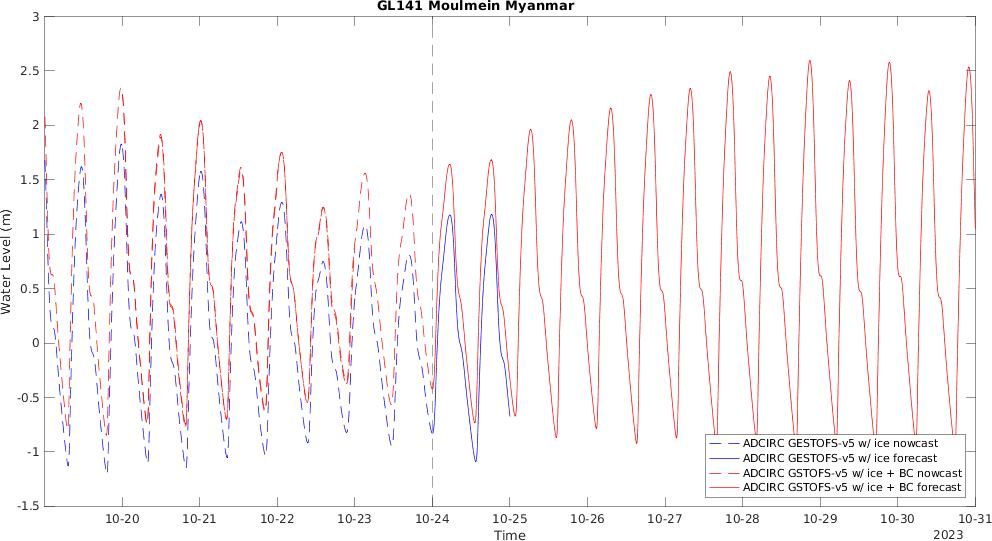 GL141 Moulmein Myanmar
3
2.5
2
1.5
1
0.5
0
-0.5
-1
-1.5
Water Level (m)
ADCIRC GESTOFS-v5 w/ ice nowcast
ADCIRC GESTOFS-v5 w/ ice forecast
ADCIRC GSTOFS-v5 w/ ice + BC nowcast
ADCIRC GSTOFS-v5 w/ ice + BC forecast
10-20 10-21 10-22 10-23 10-24 10-25 10-26 10-27 10-28 10-29 10-30 10-31
Time
2023